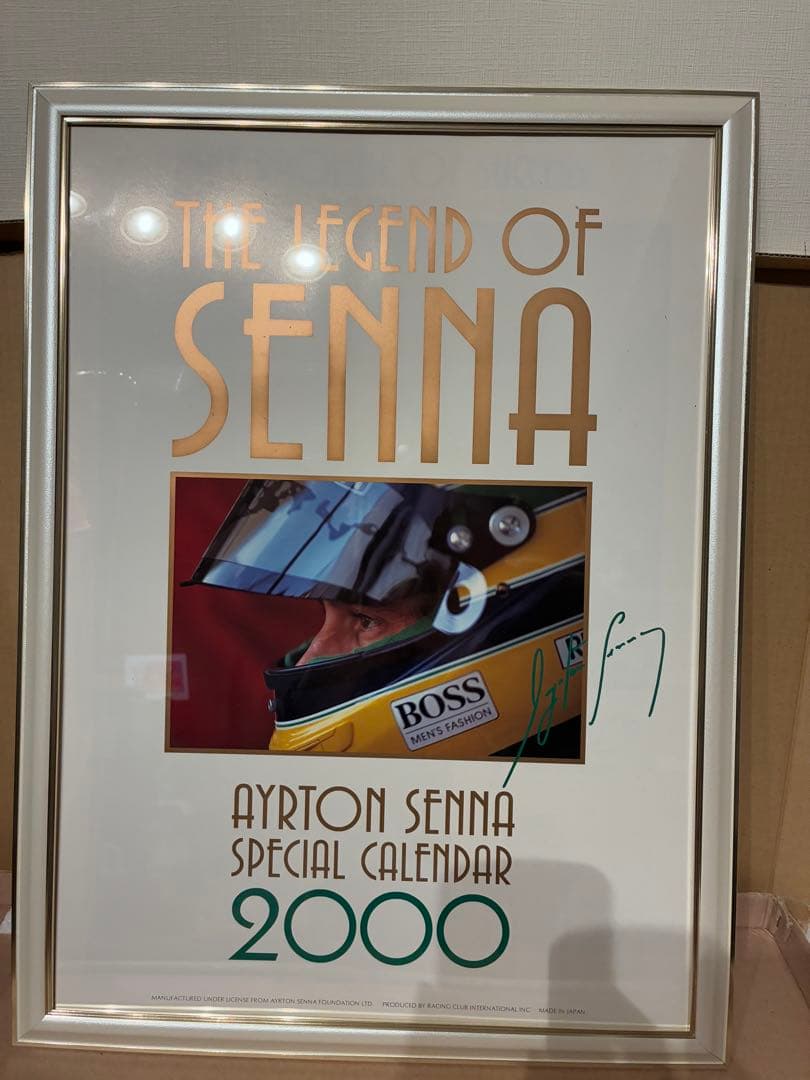 THE LEGEND OF
SENNA
BOSS
MEN'S FASHION
AYRTON SENNA
SPECIAL CALENDAR
2000
MANUFACTURED UNDER LICENSE FROM AYRTON SENNA FOUNDATION LTD. PRODUCED BY RACING CLUB INTERNATIONAL INC. MADE IN JAPAN